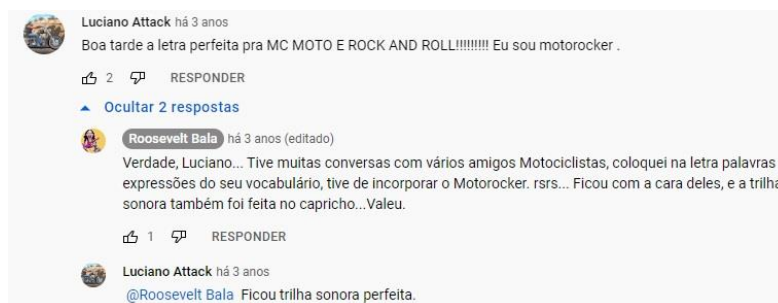 Luciano Attack há 3 anos
Boa tarde a letra perfeita pra MC MOTO E ROCK AND ROLL!!!!!!!!! Eu sou motorocker .
2 RESPONDER
Ocultar 2 respostas
Roosevelt Bala há 3 anos (editado)
Verdade, Luciano... Tive muitas conversas com vários amigos Motociclistas, coloquei na letra palavras
expressões do seu vocabulário, tive de incorporar o Motorocker. rsrs... Ficou com a cara deles, e a trilha
sonora também foi feita no capricho...Valeu.
1 RESPONDER
Luciano Attack há 3 anos
@Roosevelt Bala Ficou trilha sonora perfeita.